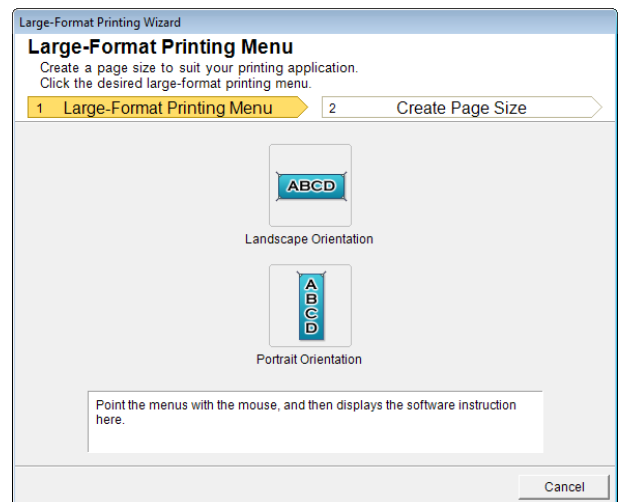 Large-Format Printing Wizard
Large-Format Printing Menu
Create a page size to suit your printing application.
Click the desired large-format printing menu.
1 Large-Format Printing Menu 2 Create Page Size
ABCD
Landscape Orientation
A
B
C
D
Portrait Orientation
Point the menus with the mouse, and then displays the software instruction
here.
Cancel